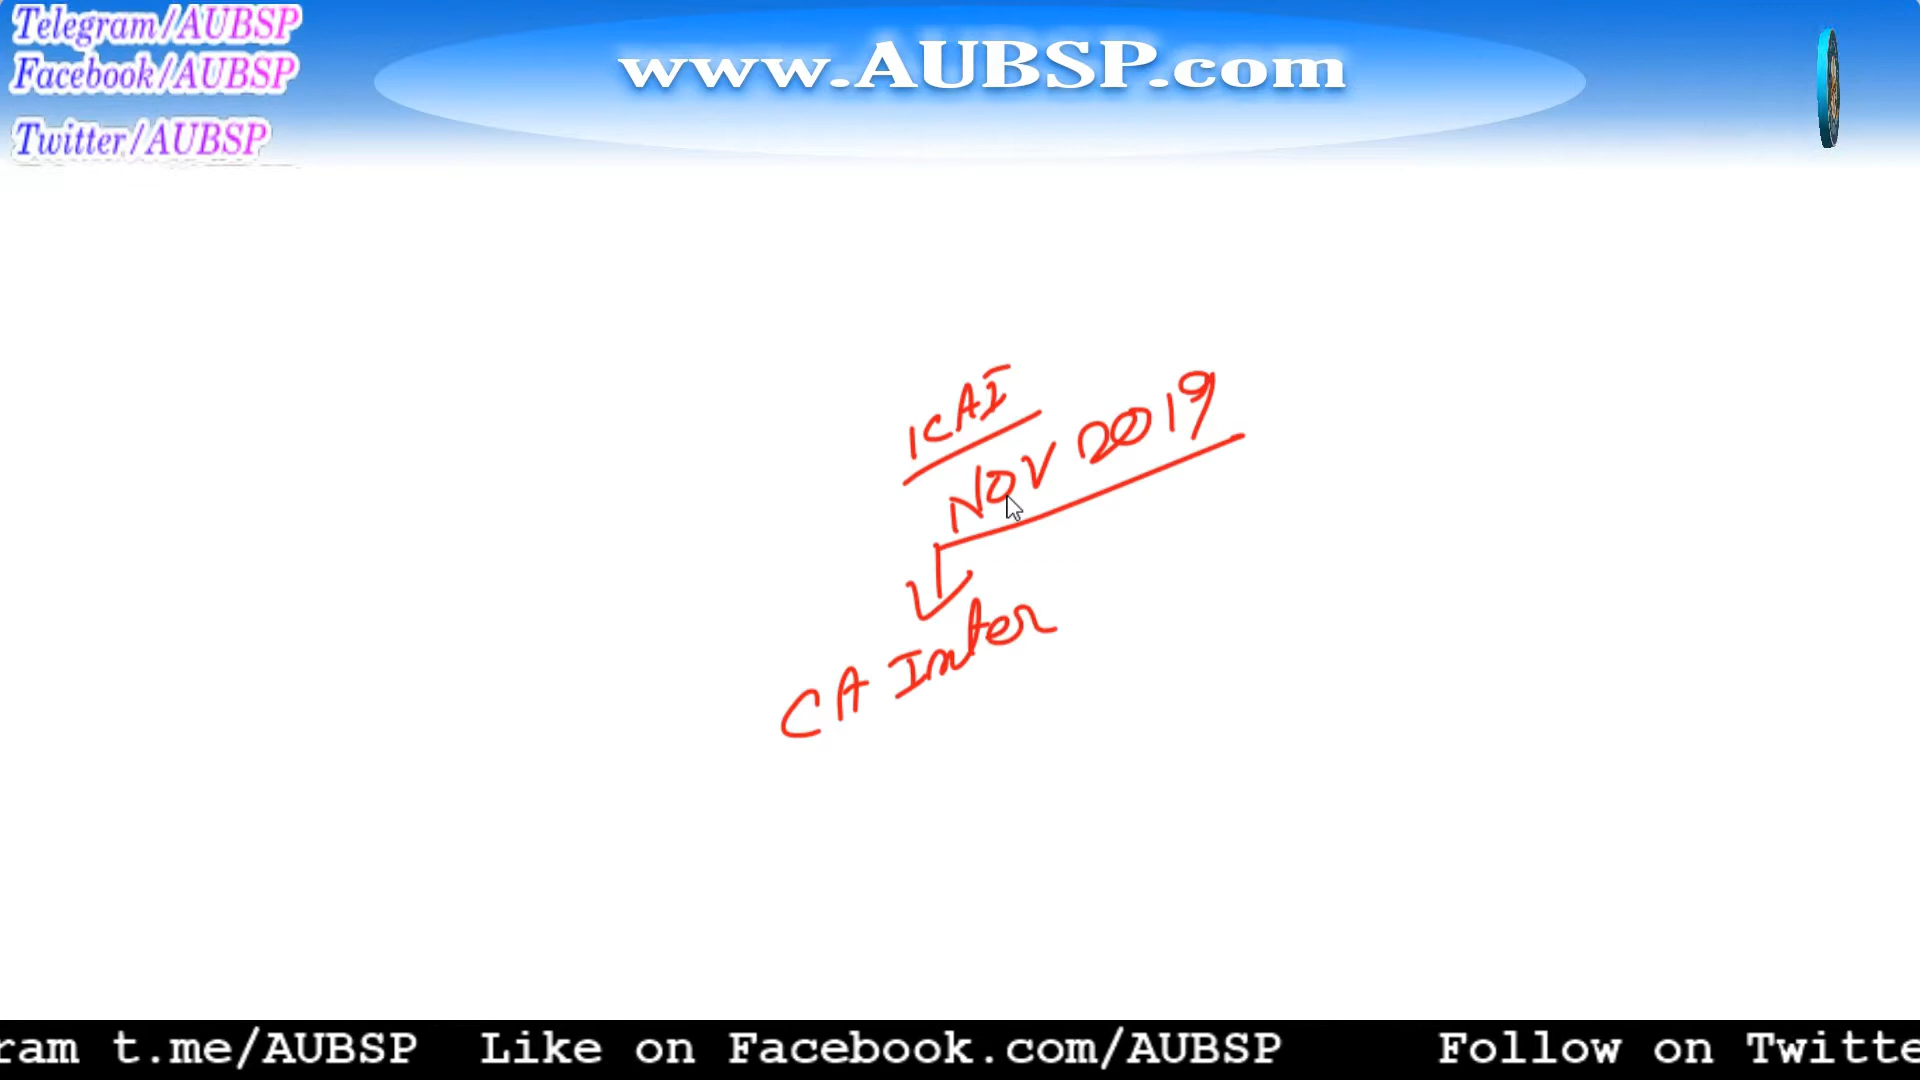 Telegram/AUBSP
Facebook/AUBSP
Twitter/AUBSP
www.AUBSP.com
ICAI
NOV 2019
CA Inter
ram t.me/AUBSP Like on Facebook.com/AUBSP Follow on Twitte